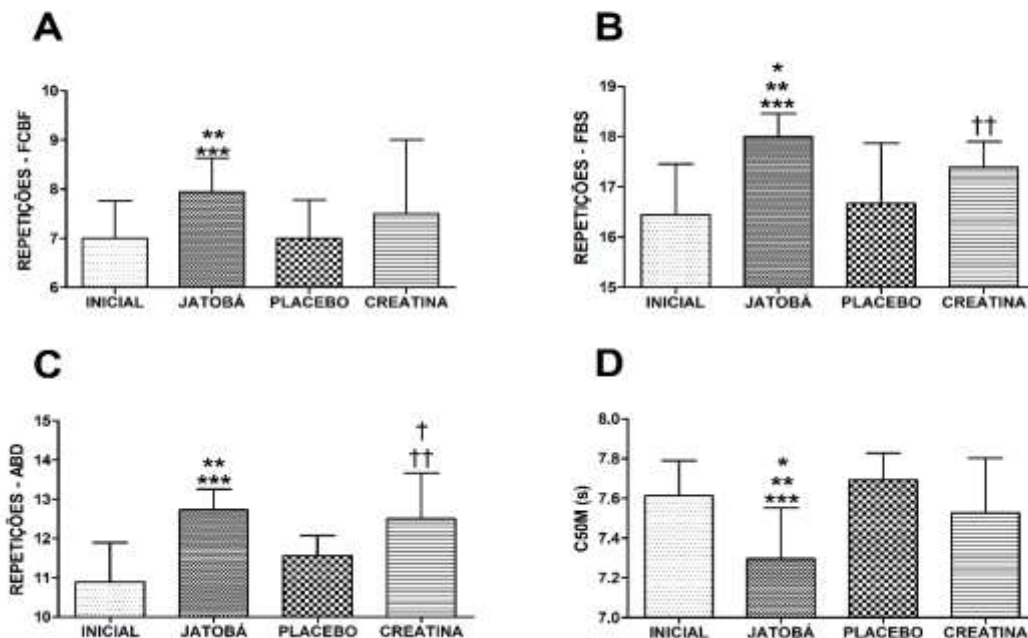 A
REPETIÇÕES - FCBF
10
9
8
7
6
**
***
INICIAL JATOBÁ PLACEBO CREATINA
B
REPETIÇÕES - FBS
19
18
17
16
15
*
**
***
††
INICIAL JATOBÁ PLACEBO CREATINA
C
REPETIÇÕES - ABD
15
14
13
12
11
10
**
***
†
††
INICIAL JATOBÁ PLACEBO CREATINA
D
C50M (s)
8.0
7.8
7.6
7.4
7.2
7.0
*
**
***
INICIAL JATOBÁ PLACEBO CREATINA